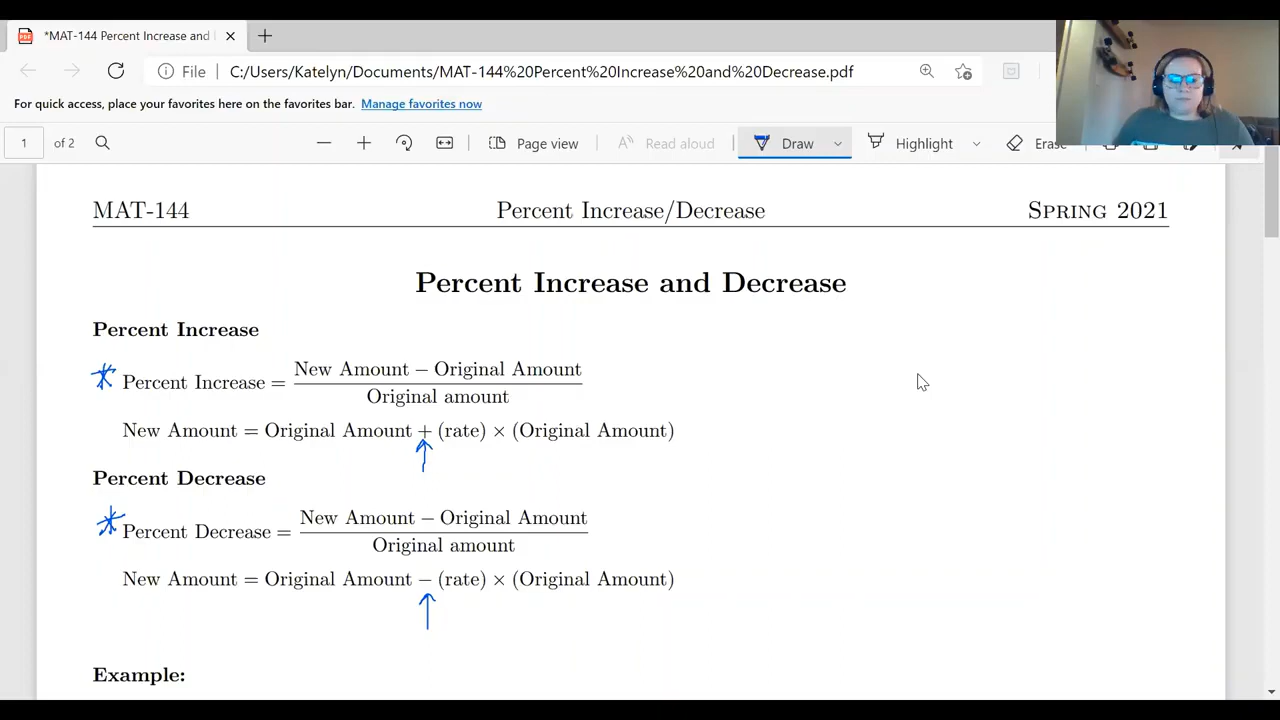 *MAT-144 Percent Increase and
File C:/Users/Katelyn/Documents/MAT-144%20Percent%20Increase%20and%20Decrease.pdf
For quick access, place your favorites here on the favorites bar. Manage favorites now
1 of 2 Page view Read aloud Draw Highlight Erase
MAT-144 Percent Increase/Decrease SPRING 2021
Percent Increase and Decrease
Percent Increase
* Percent Increase = (New Amount − Original Amount) / Original amount
New Amount = Original Amount + (rate) × (Original Amount)
Percent Decrease
* Percent Decrease = (New Amount − Original Amount) / Original amount
New Amount = Original Amount − (rate) × (Original Amount)
Example: